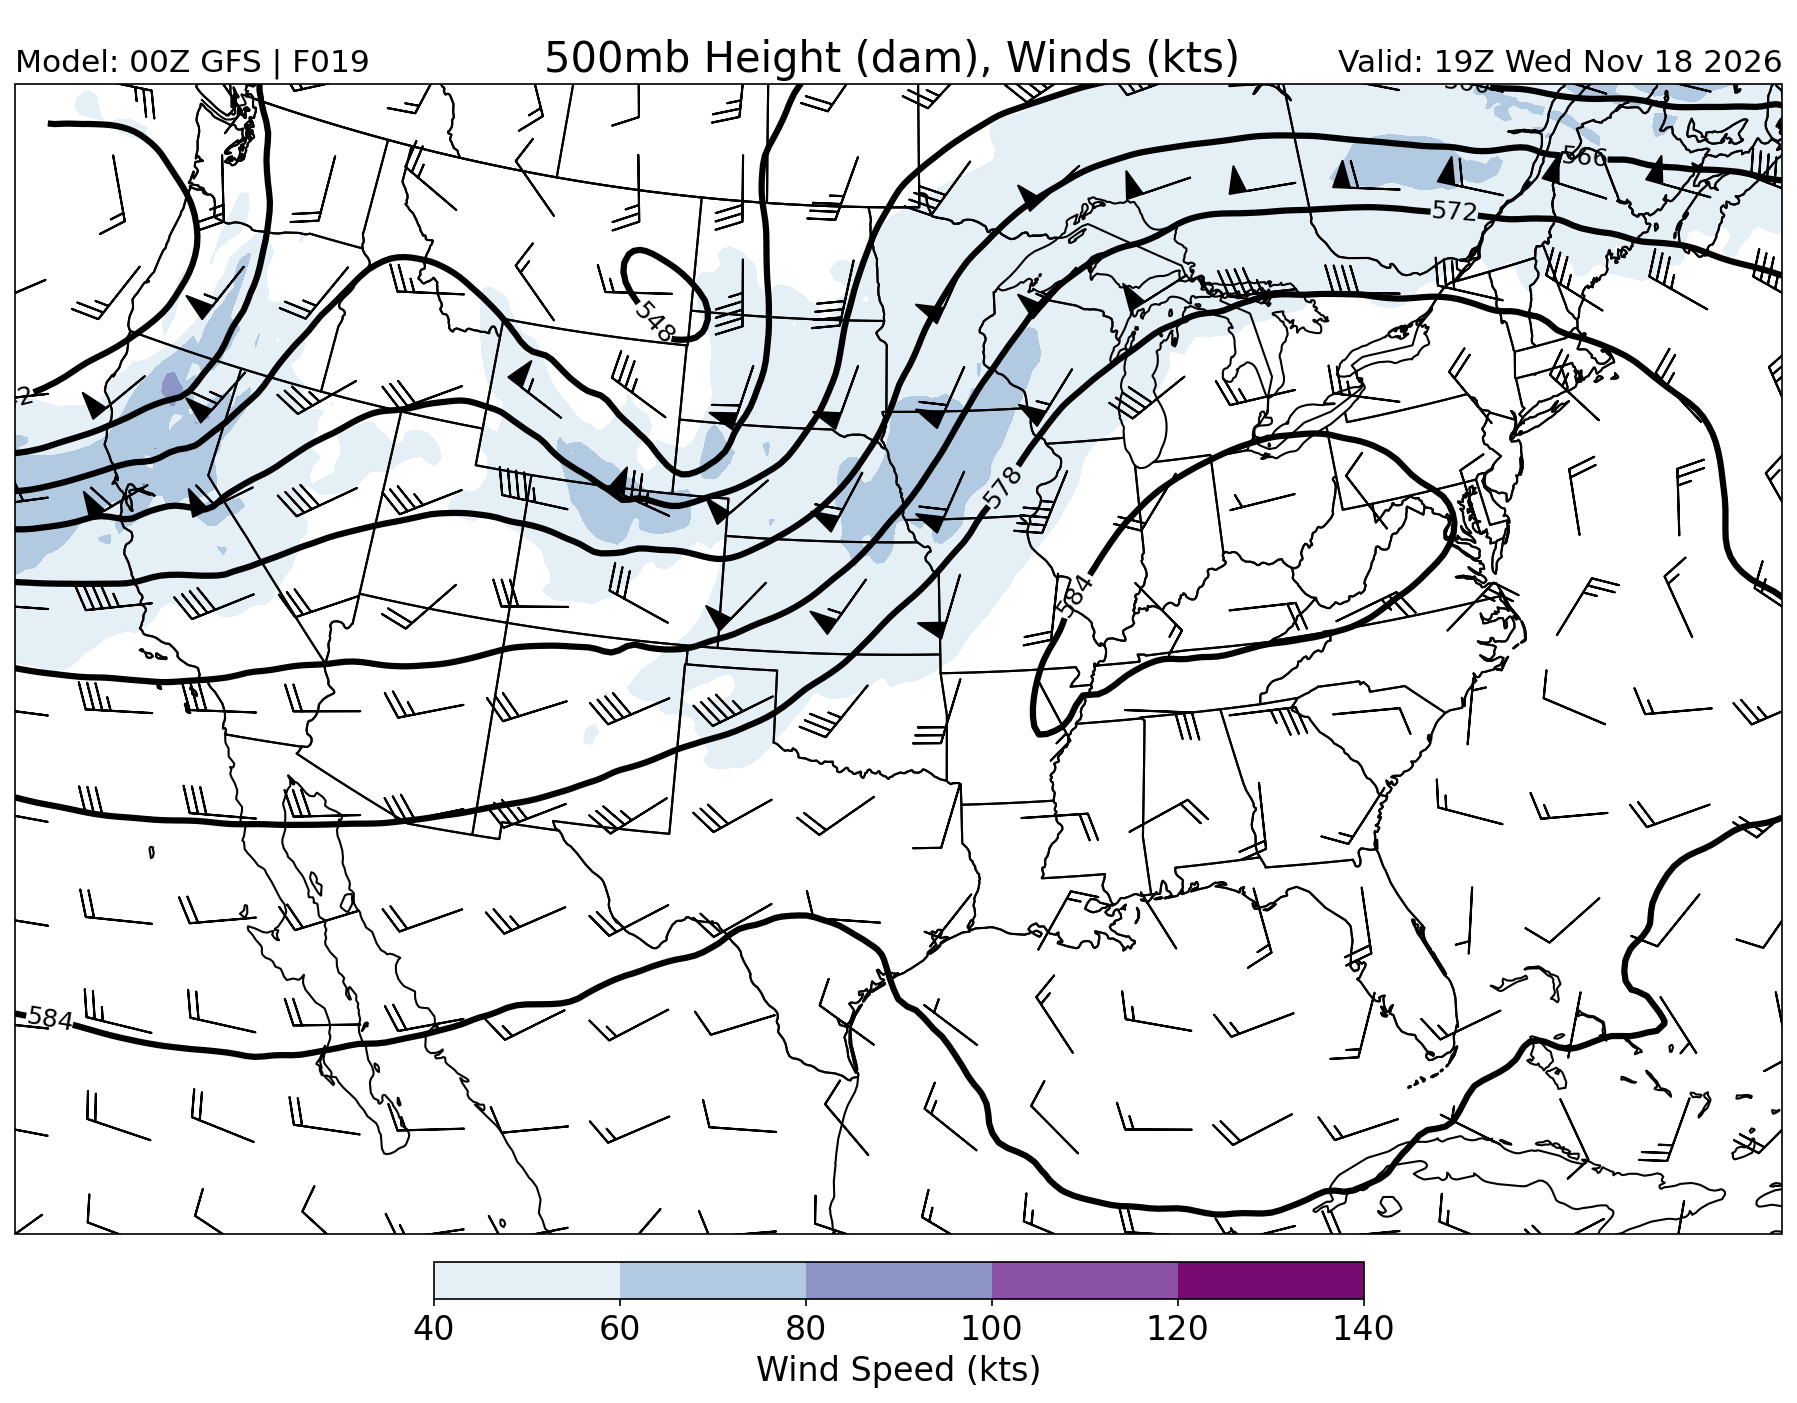 500mb Height (dam), Winds (kts)
Model: 00Z GFS | F019
Valid: 19Z Wed Nov 18 2026
566
572
548
578
584
584
40 60 80 100 120 140
Wind Speed (kts)